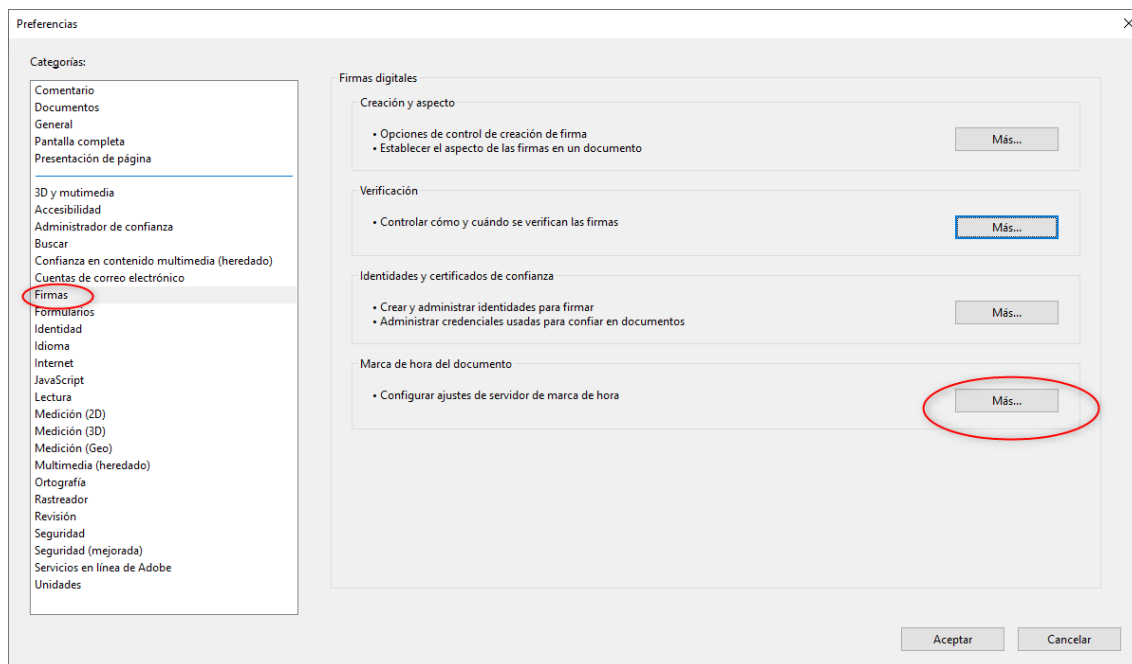 Preferencias
Categorías:
Comentario
Documentos
General
Pantalla completa
Presentación de página
3D y mutimedia
Accesibilidad
Administrador de confianza
Buscar
Confianza en contenido multimedia (heredado)
Cuentas de correo electrónico
Firmas
Formularios
Identidad
Idioma
Internet
JavaScript
Lectura
Medición (2D)
Medición (3D)
Medición (Geo)
Multimedia (heredado)
Ortografía
Rastreador
Revisión
Seguridad
Seguridad (mejorada)
Servicios en línea de Adobe
Unidades
Firmas digitales
Creación y aspecto
• Opciones de control de creación de firma
• Establecer el aspecto de las firmas en un documento
Más...
Verificación
• Controlar cómo y cuándo se verifican las firmas
Más...
Identidades y certificados de confianza
• Crear y administrar identidades para firmar
• Administrar credenciales usadas para confiar en documentos
Más...
Marca de hora del documento
• Configurar ajustes de servidor de marca de hora
Más...
Aceptar
Cancelar